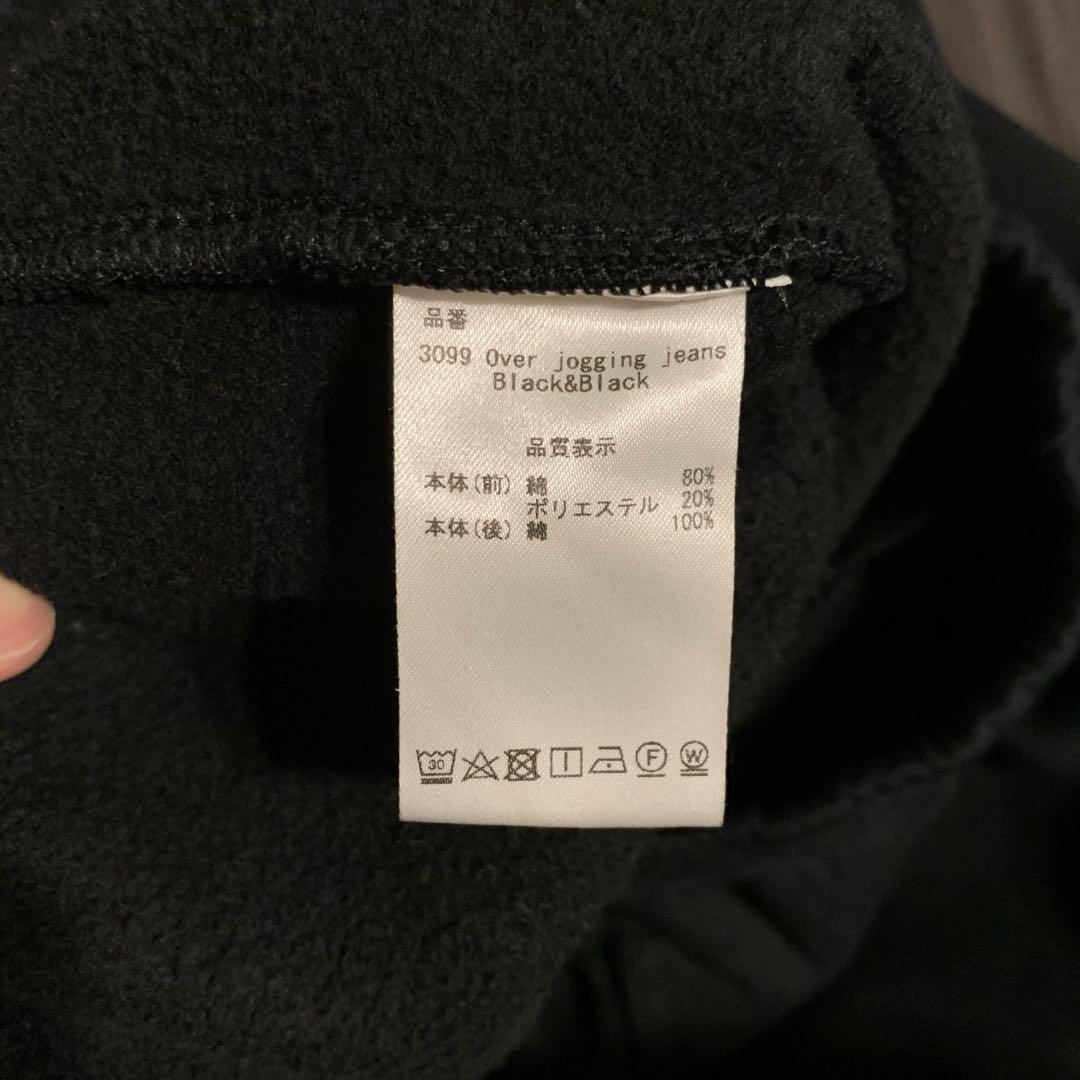 品番
3099 Over jogging jeans
Black&Black
品質表示
本体(前) 綿 80%
ポリエステル 20%
本体(後) 綿 100%
30 F W